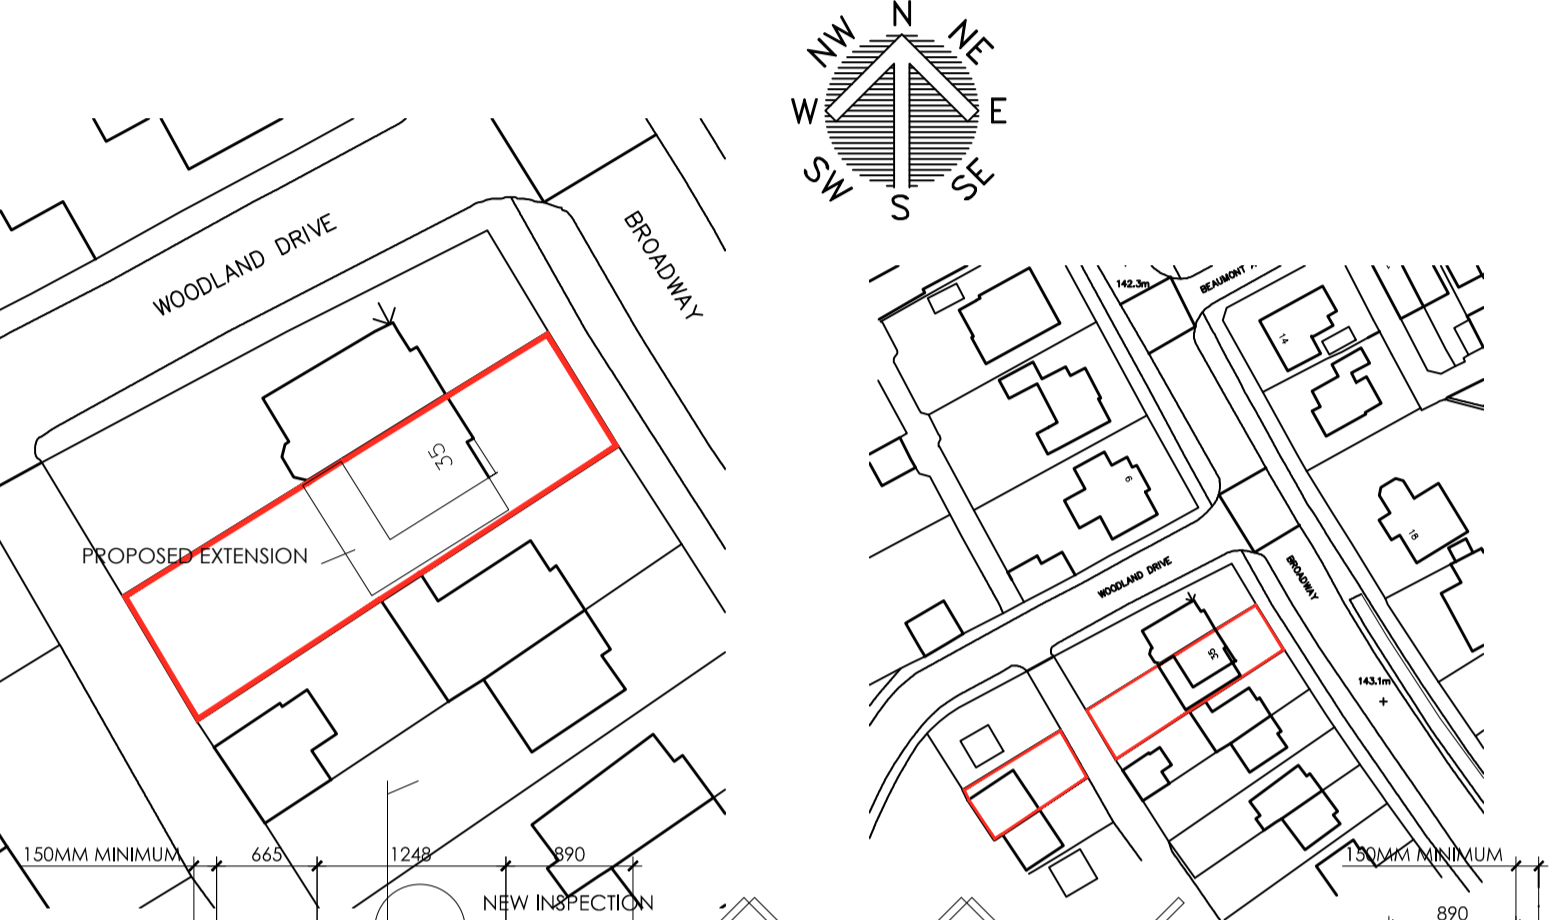 N
NW
NE
W
E
SW
SE
S
WOODLAND DRIVE
BROADWAY
35
PROPOSED EXTENSION
142.3m
BEAUMONT
14
6
18
WOODLAND DRIVE
BROADWAY
35
143.1m
150MM MINIMUM
665
1248
890
NEW INSPECTION
150MM MINIMUM
890